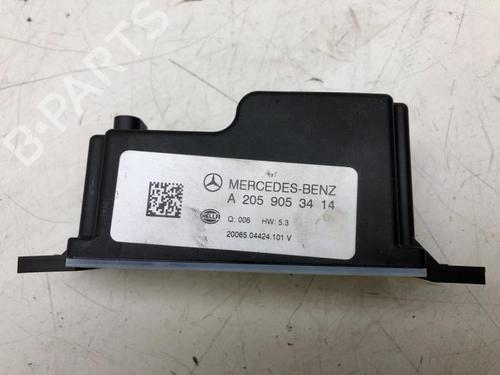 B-PARTS
MERCEDES-BENZ
A 205 905 34 14
HELLA
Q: 006 HW: 5.3
20065.04424.101 V